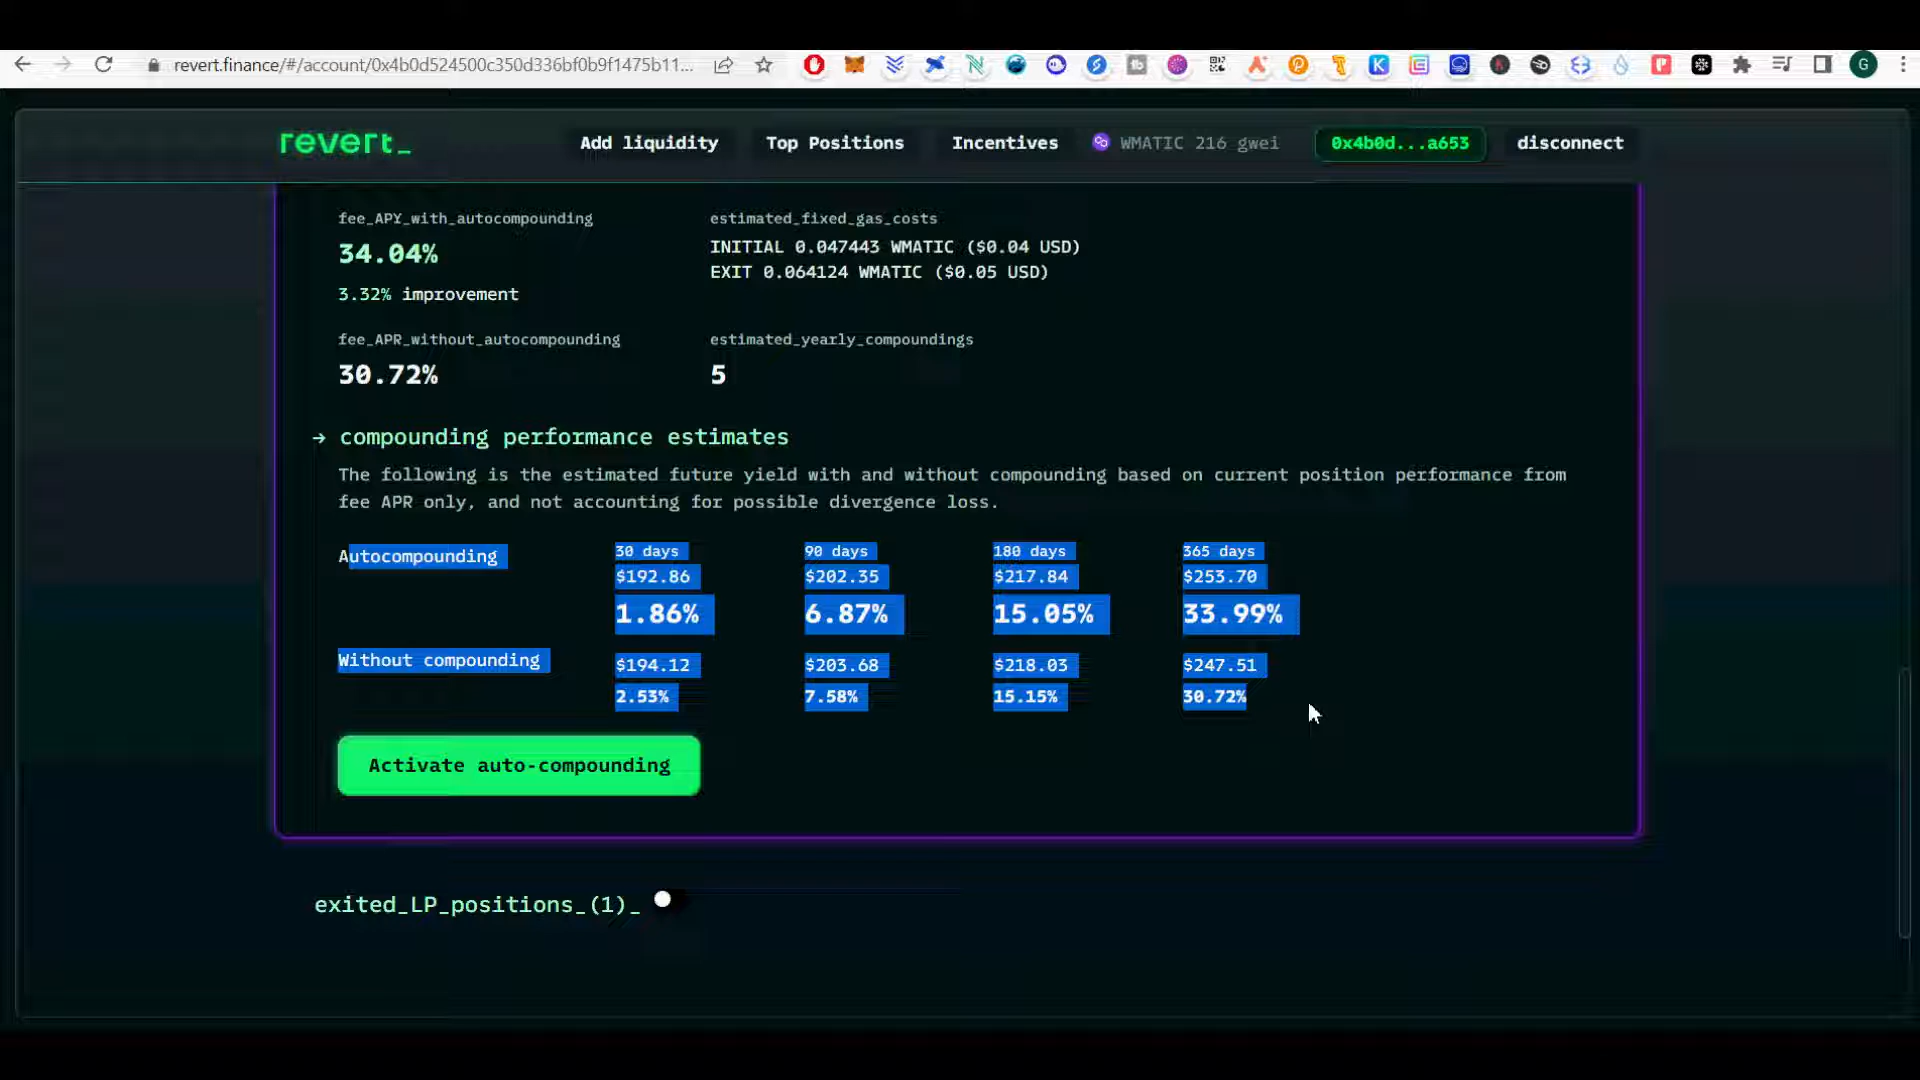 revert.finance/#/account/0x4b0d524500c350d336bf0b9f1475b11...
G
revert_
Add liquidity
Top Positions
Incentives
WMATIC 216 gwei
0x4b0d...a653
disconnect
fee_APY_with_autocompounding
34.04%
3.32% improvement
estimated_fixed_gas_costs
INITIAL 0.047443 WMATIC ($0.04 USD)
EXIT 0.064124 WMATIC ($0.05 USD)
fee_APR_without_autocompounding
30.72%
estimated_yearly_compoundings
5
→ compounding performance estimates
The following is the estimated future yield with and without compounding based on current position performance from
fee APR only, and not accounting for possible divergence loss.
Autocompounding
30 days
90 days
180 days
365 days
$192.86
$202.35
$217.84
$253.70
1.86%
6.87%
15.05%
33.99%
Without compounding
$194.12
$203.68
$218.03
$247.51
2.53%
7.58%
15.15%
30.72%
Activate auto-compounding
exited_LP_positions_(1)_